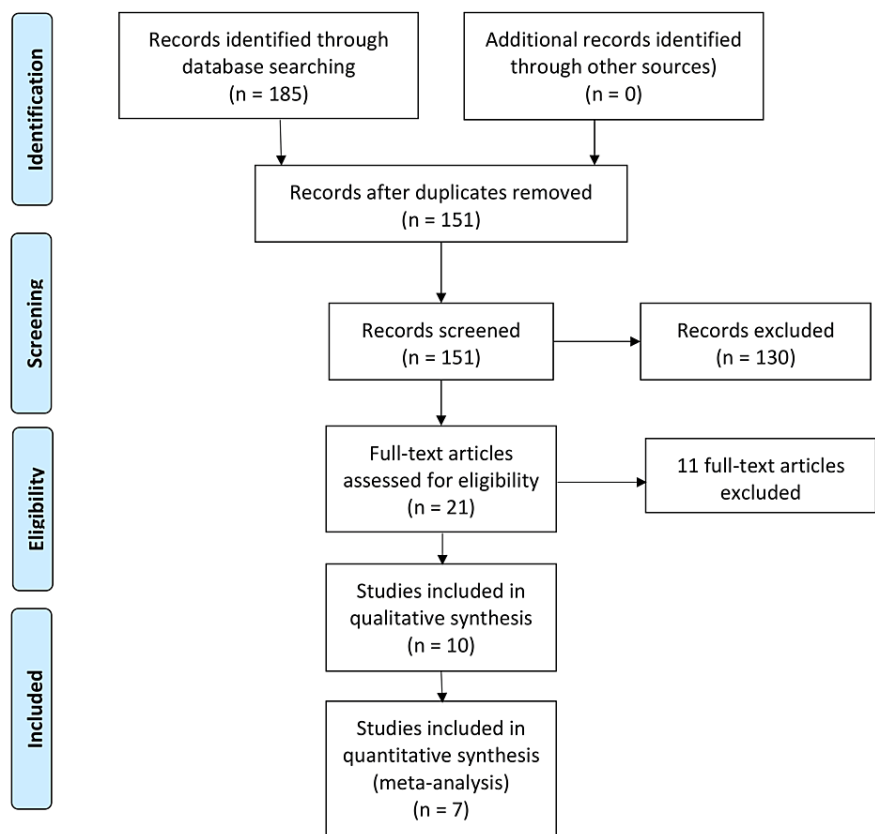 Identification
Records identified through
database searching
(n = 185)
Additional records identified
through other sources)
(n = 0)
Records after duplicates removed
(n = 151)
Screening
Records screened
(n = 151)
Records excluded
(n = 130)
Eligibility
Full-text articles
assessed for eligibility
(n = 21)
11 full-text articles
excluded
Studies included in
qualitative synthesis
(n = 10)
Included
Studies included in
quantitative synthesis
(meta-analysis)
(n = 7)